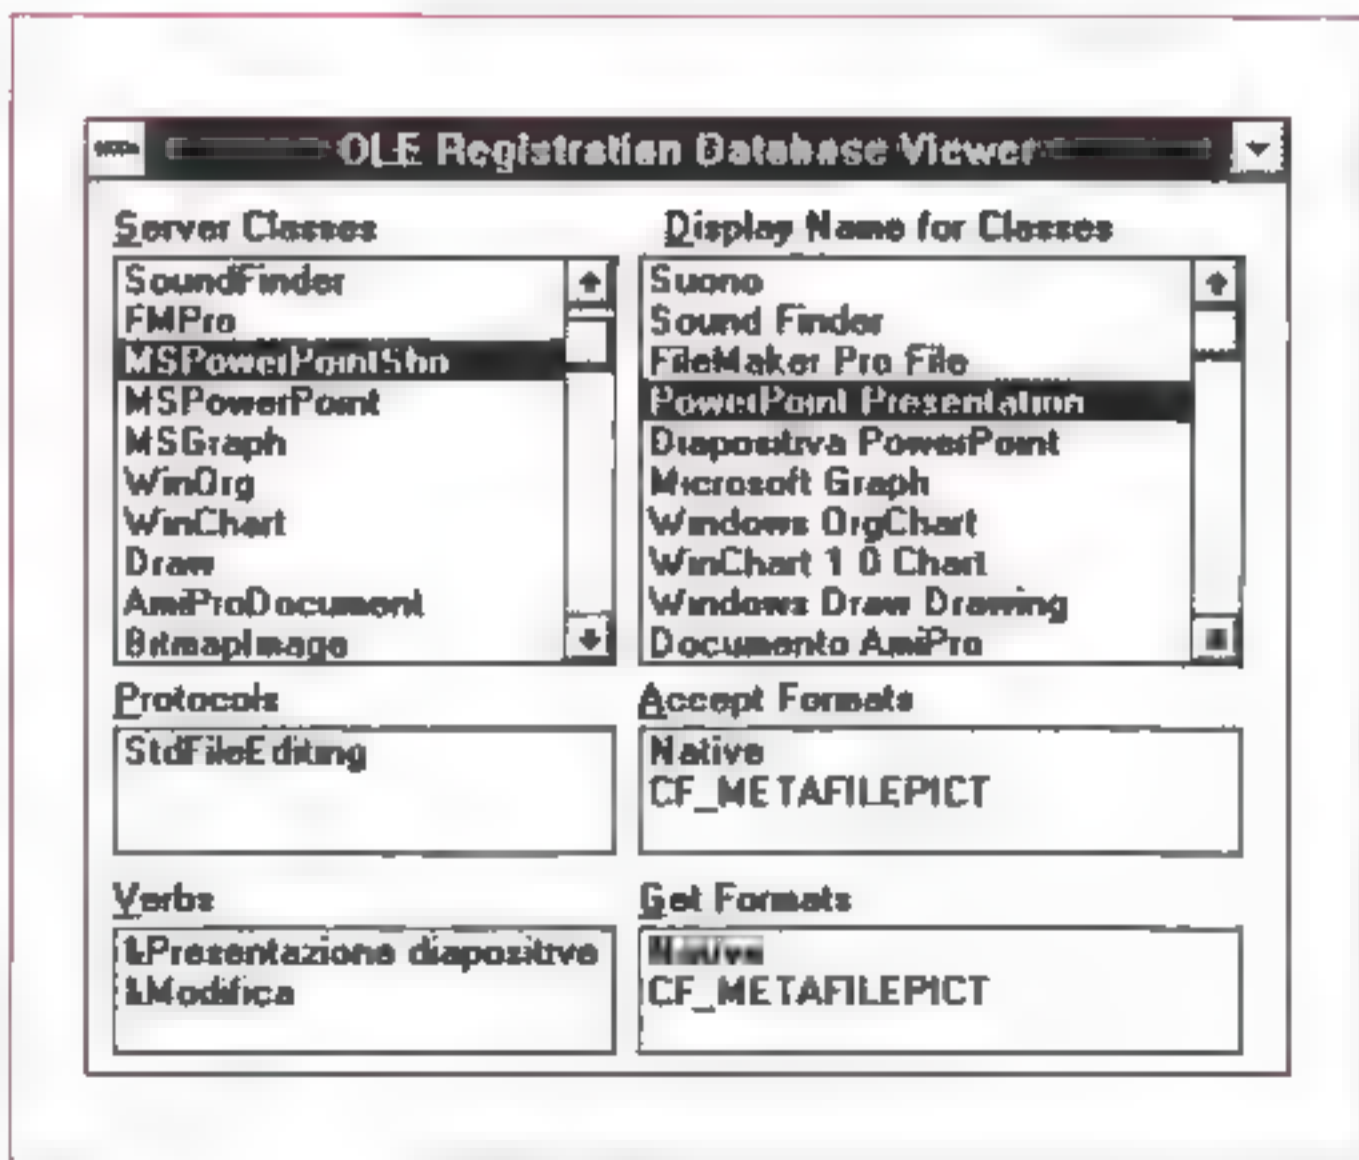 OLE Registration Database Viewer
Server Classes
SoundFinder
FMPro
MSPowerPointSho
MSPowerPoint
MSGraph
WinOrg
WinChart
Draw
AmiProDocument
BitmapImage
Display Name for Classes
Suono
Sound Finder
FileMaker Pro File
PowerPoint Presentation
Diapositiva PowerPoint
Microsoft Graph
Windows OrgChart
WinChart 1 0 Chart
Windows Draw Drawing
Documento AmiPro
Protocols
StdFileEditing
Accept Formats
Native
CF_METAFILEPICT
Verbs
&Presentazione diapositive
&Modifica
Get Formats
Native
CF_METAFILEPICT